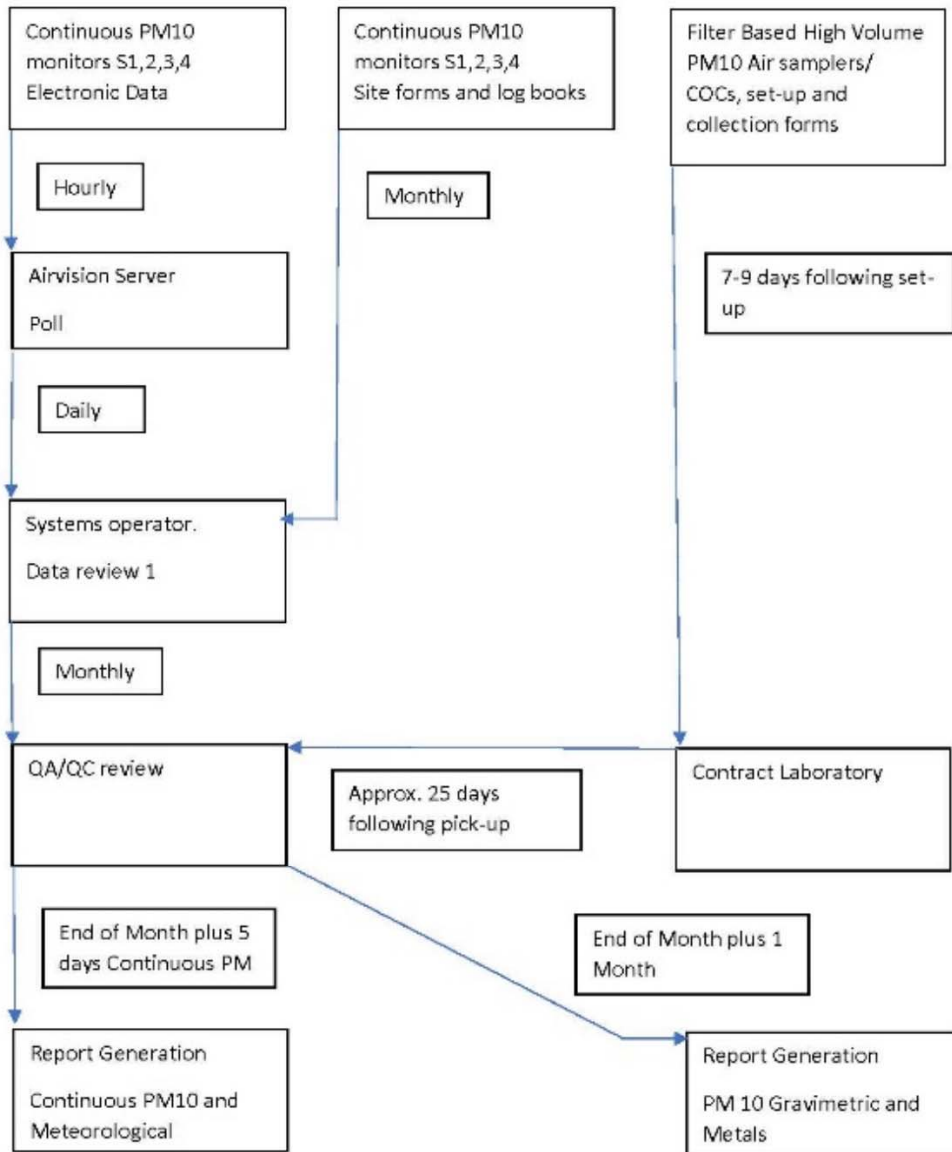 Continuous PM10
monitors S1,2,3,4
Electronic Data
Continuous PM10
monitors S1,2,3,4
Site forms and log books
Filter Based High Volume
PM10 Air samplers/
COCs, set-up and
collection forms
Hourly
Monthly
Airvision Server
Poll
7-9 days following set-
up
Daily
Systems operator.
Data review 1
Monthly
QA/QC review
Approx. 25 days
following pick-up
Contract Laboratory
End of Month plus 5
days Continuous PM
End of Month plus 1
Month
Report Generation
Continuous PM10 and
Meteorological
Report Generation
PM 10 Gravimetric and
Metals